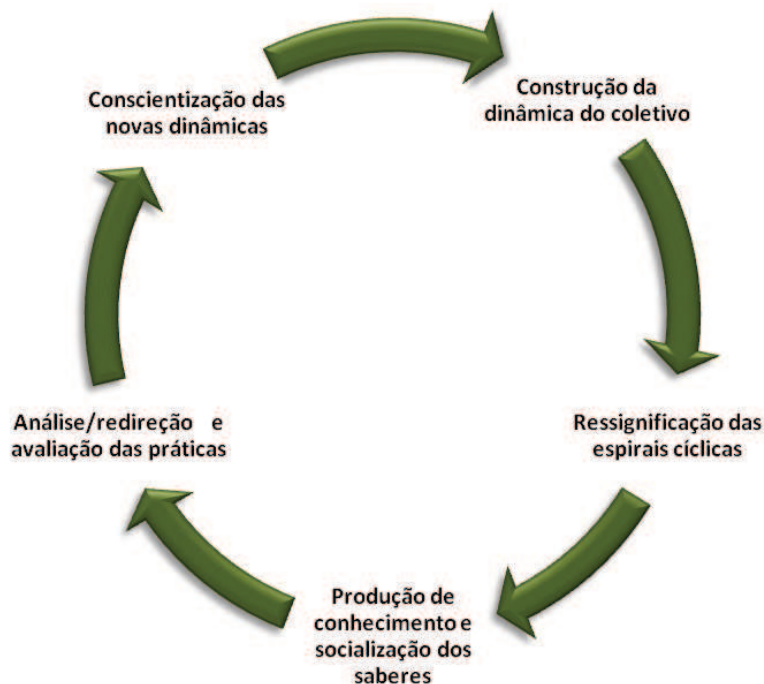 Construção da
dinâmica do coletivo
Ressignificação das
espirais cíclicas
Produção de
conhecimento e
socialização dos
saberes
Análise/redireção e
avaliação das práticas
Conscientização das
novas dinâmicas